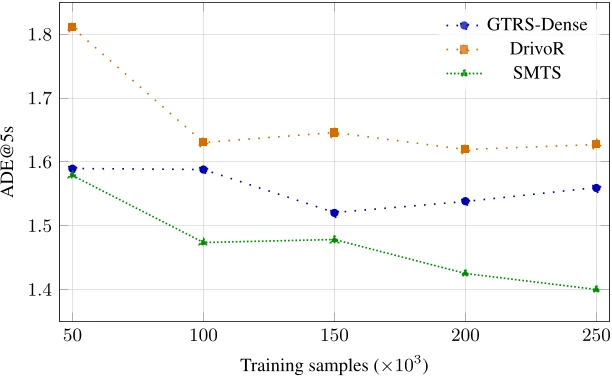 GTRS-Dense
DrivoR
SMTS
1.8
1.7
1.6
1.5
1.4
ADE@5s
50 100 150 200 250
Training samples (×10³)